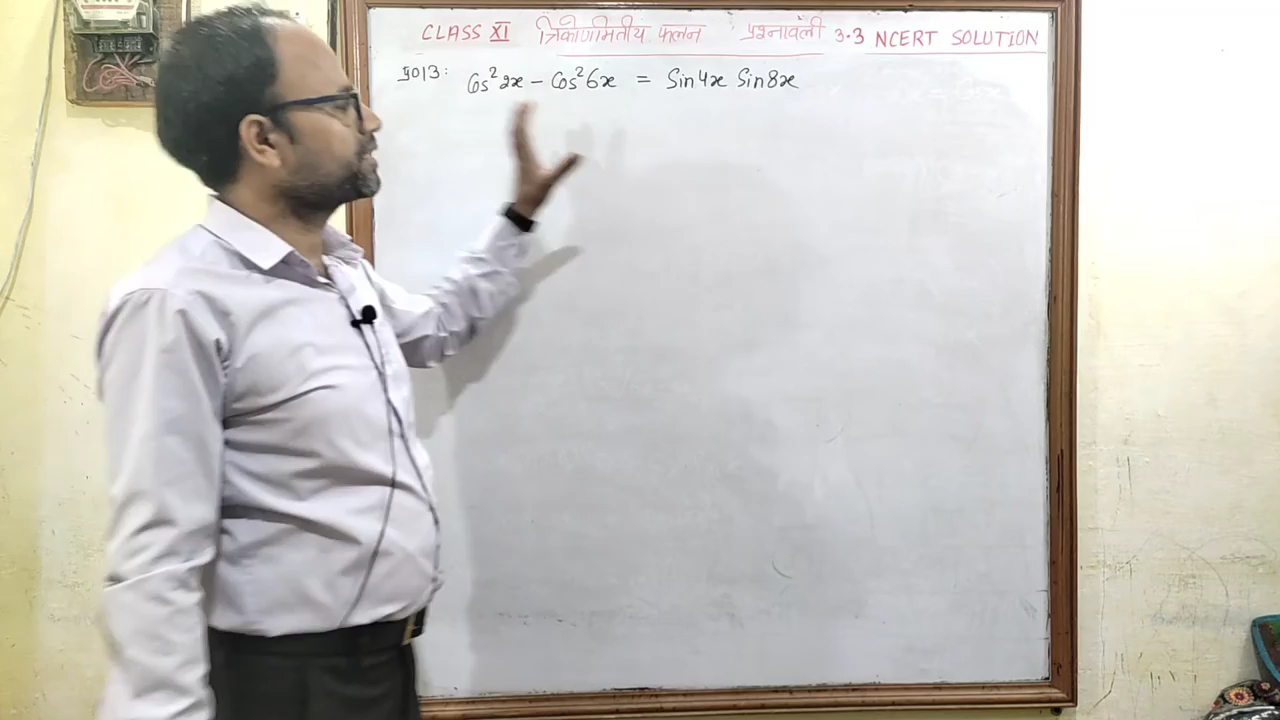 CLASS XI त्रिकोणमितीय फलन प्रश्नावली 3.3 NCERT SOLUTION
प्र013: Cos²2x - Cos²6x = Sin4x Sin8x